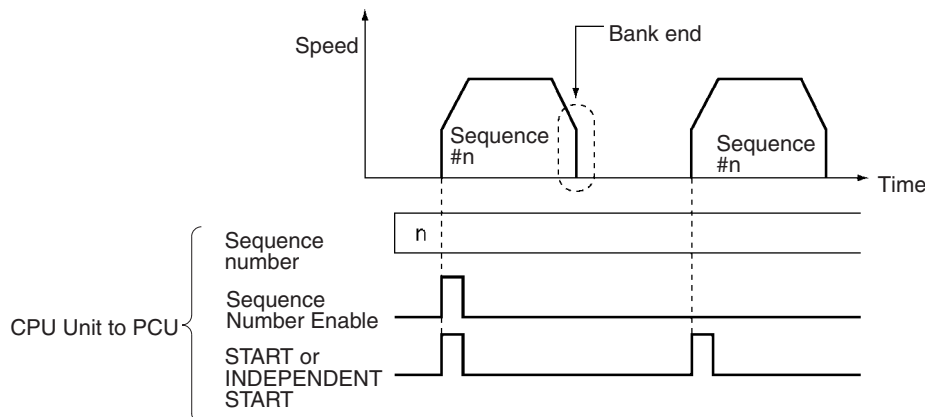 Bank end
Speed
Sequence
#n
Sequence
#n
Time
n
Sequence
number
Sequence
Number Enable
CPU Unit to PCU
START or
INDEPENDENT
START